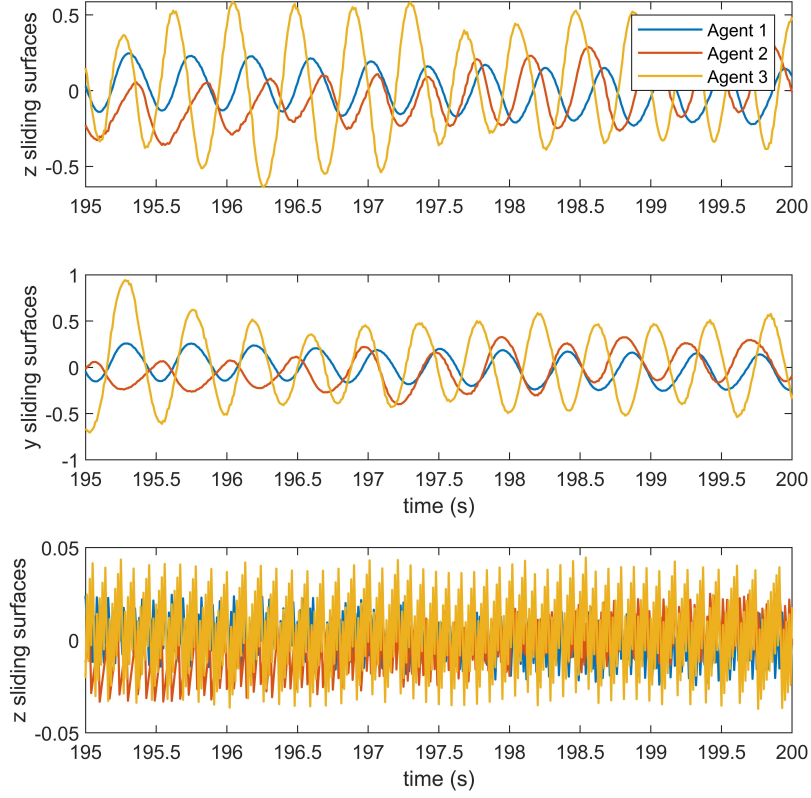 z sliding surfaces
0.5
0
-0.5
Agent 1
Agent 2
Agent 3
195 195.5 196 196.5 197 197.5 198 198.5 199 199.5 200
y sliding surfaces
1
0.5
0
-0.5
-1
195 195.5 196 196.5 197 197.5 198 198.5 199 199.5 200
time (s)
z sliding surfaces
0.05
0
-0.05
195 195.5 196 196.5 197 197.5 198 198.5 199 199.5 200
time (s)